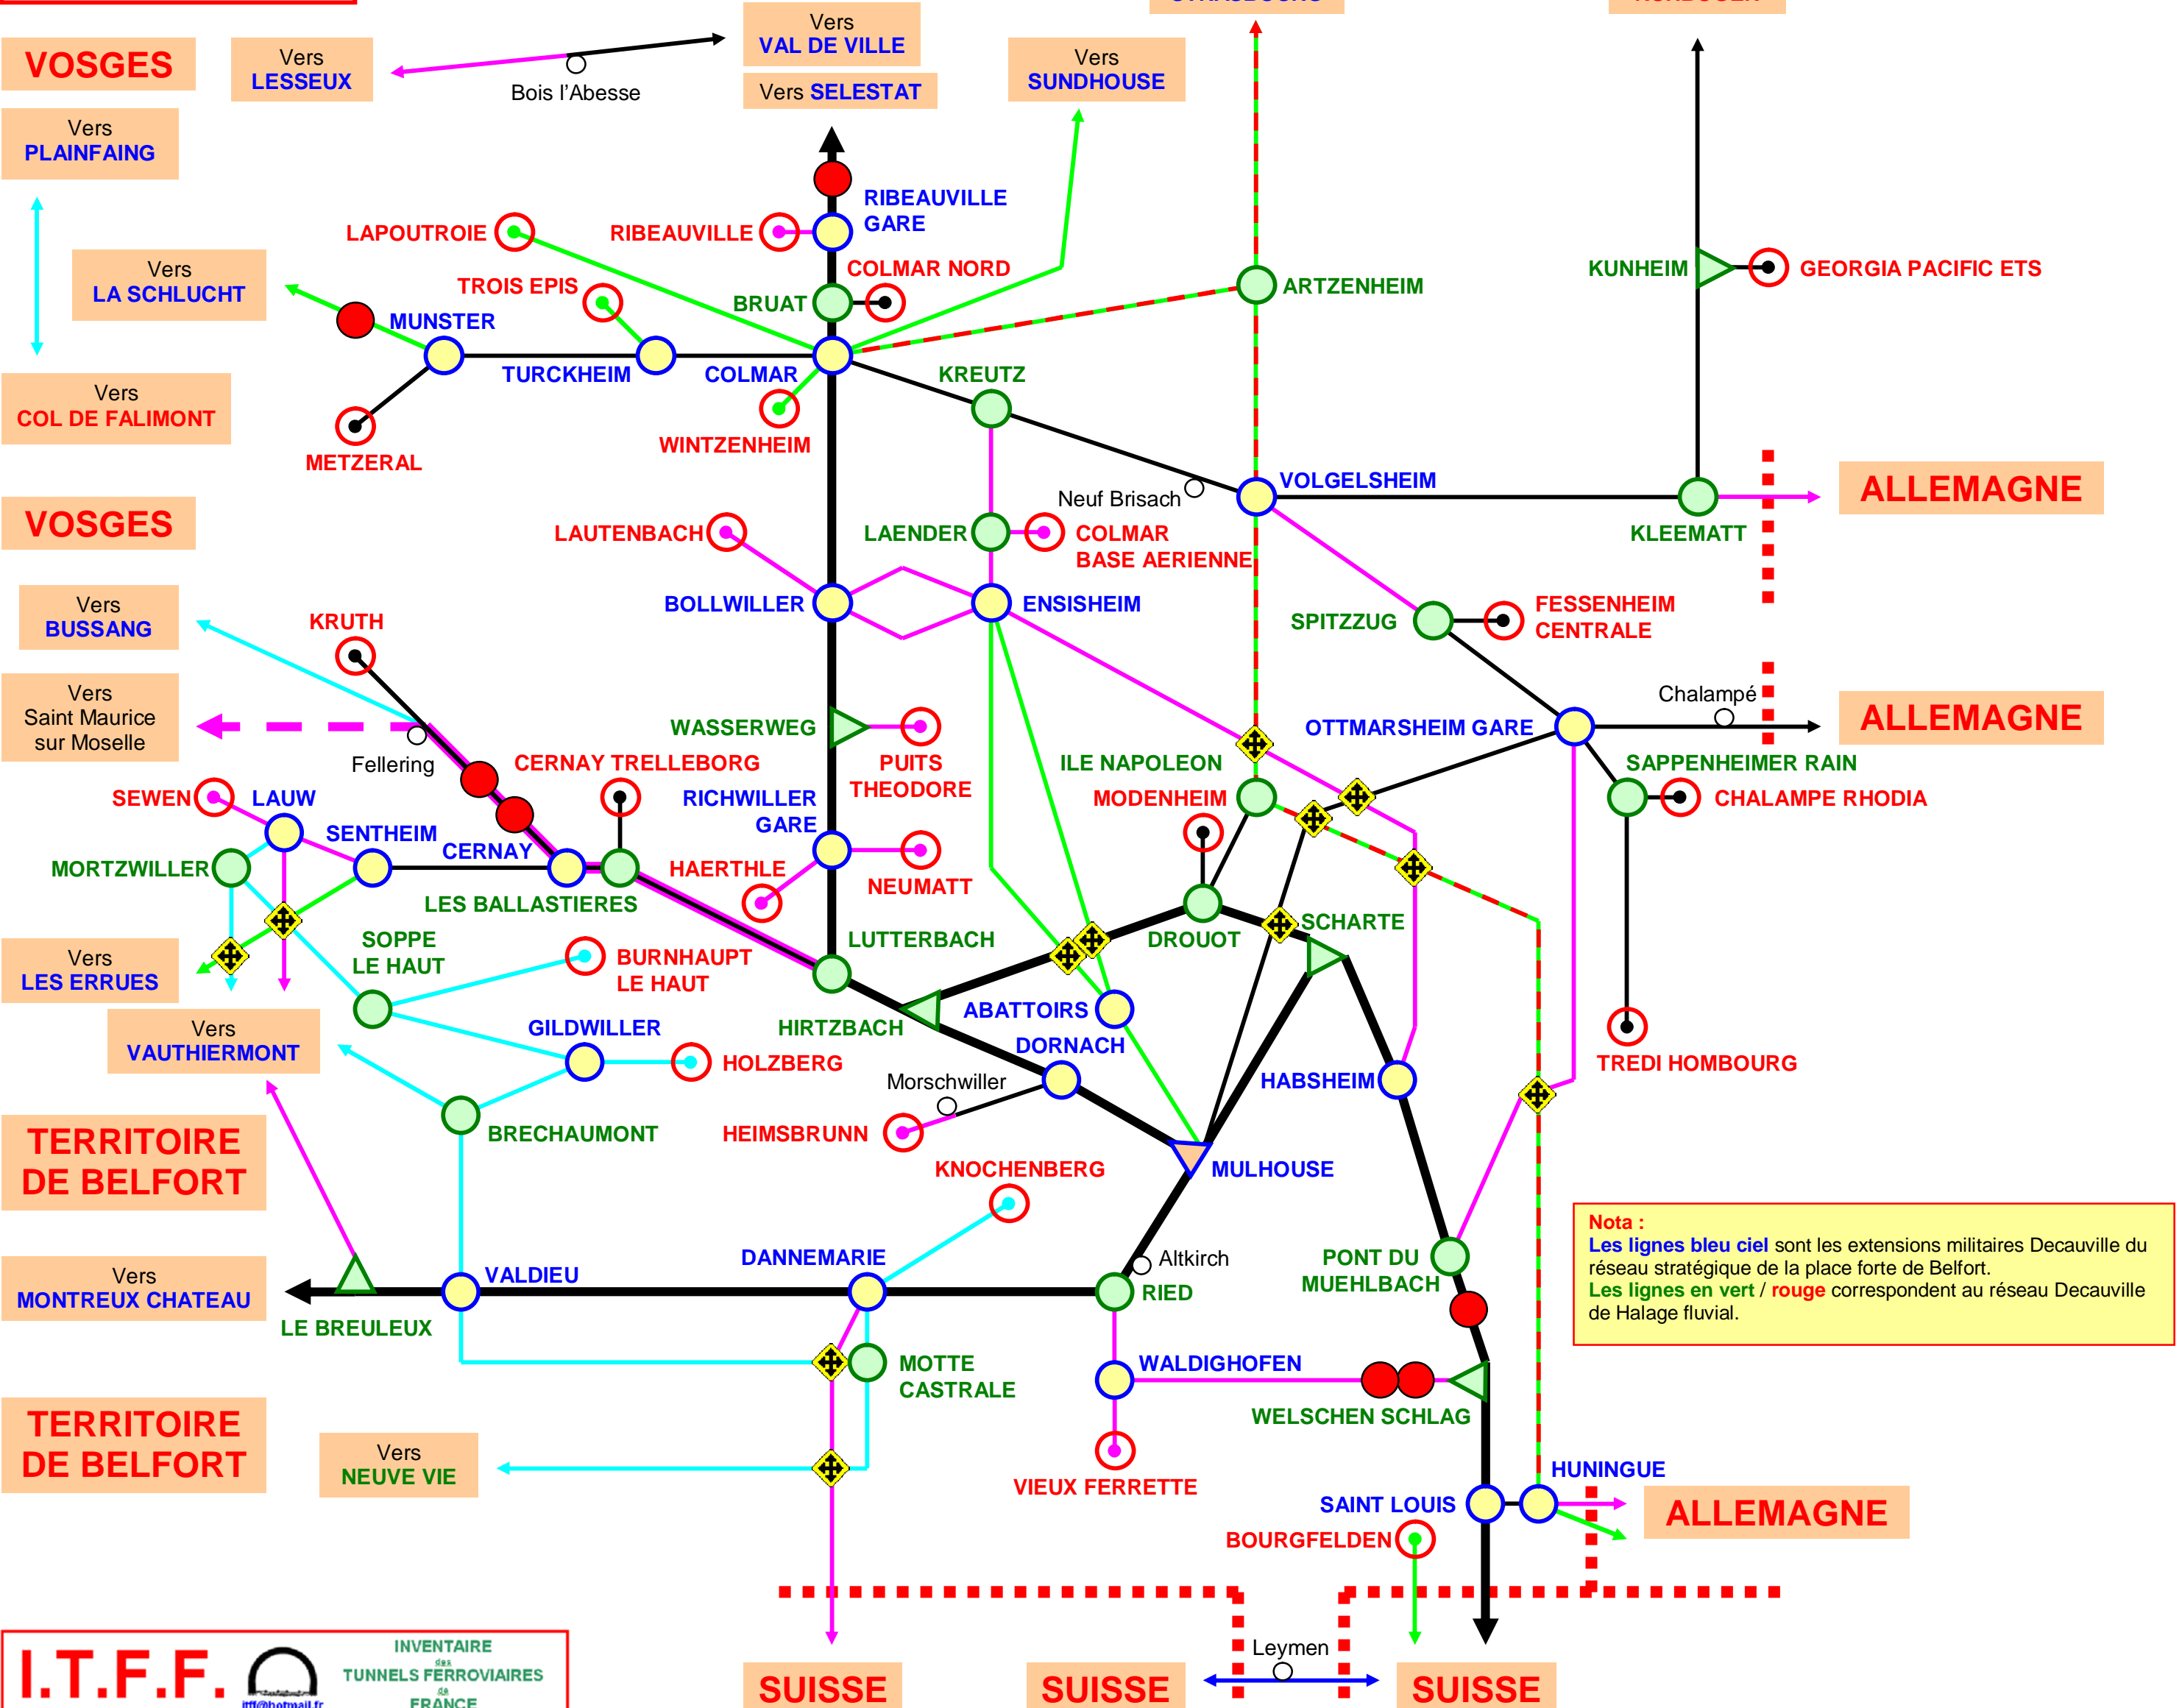 STRASBOURG
VOSGES
Vers
LESSEUX
Bois l'Abesse
Vers
VAL DE VILLE
Vers SELESTAT
Vers
SUNDHOUSE
Vers
PLAINFAING
Vers
LA SCHLUCHT
Vers
COL DE FALIMONT
LAPOUTROIE
RIBEAUVILLE
RIBEAUVILLE
GARE
COLMAR NORD
TROIS EPIS
BRUAT
MUNSTER
TURCKHEIM
COLMAR
METZERAL
WINTZENHEIM
ARTZENHEIM
KUNHEIM
GEORGIA PACIFIC ETS
KREUTZ
VOSGES
Neuf Brisach
VOLGELSHEIM
KLEEMATT
ALLEMAGNE
LAUTENBACH
LAENDER
COLMAR
BASE AERIENNE
BOLLWILLER
ENSISHEIM
SPITZZUG
FESSENHEIM
CENTRALE
Vers
BUSSANG
KRUTH
Vers
Saint Maurice
sur Moselle
Fellering
WASSERWEG
PUITS
THEODORE
OTTMARSHEIM GARE
Chalampé
ALLEMAGNE
CERNAY TRELLEBORG
ILE NAPOLEON
MODENHEIM
SAPPENHEIMER RAIN
CHALAMPE RHODIA
SEWEN
LAUW
RICHWILLER
GARE
SENTHEIM
CERNAY
MORTZWILLER
HAERTHLE
NEUMATT
LES BALLASTIERES
SOPPE
LE HAUT
LUTTERBACH
DROUOT
SCHARTE
Vers
LES ERRUES
BURNHAUPT
LE HAUT
ABATTOIRS
HIRTZBACH
Vers
VAUTHIERMONT
GILDWILLER
HOLZBERG
DORNACH
Morschwiller
HABSHEIM
TREDI HOMBOURG
TERRITOIRE
DE BELFORT
BRECHAUMONT
HEIMSBRUNN
KNOCHENBERG
MULHOUSE
Nota :
Les lignes bleu ciel sont les extensions militaires Decauville du
réseau stratégique de la place forte de Belfort.
Les lignes en vert / rouge correspondent au réseau Decauville
de Halage fluvial.
Vers
MONTREUX CHATEAU
VALDIEU
DANNEMARIE
Altkirch
RIED
PONT DU
MUEHLBACH
LE BREULEUX
MOTTE
CASTRALE
WALDIGHOFEN
WELSCHEN SCHLAG
TERRITOIRE
DE BELFORT
Vers
NEUVE VIE
VIEUX FERRETTE
HUNINGUE
SAINT LOUIS
ALLEMAGNE
BOURGFELDEN
Leymen
SUISSE
SUISSE
SUISSE
I.T.F.F.
itff@hotmail.fr
INVENTAIRE
des
TUNNELS FERROVIAIRES
de
FRANCE